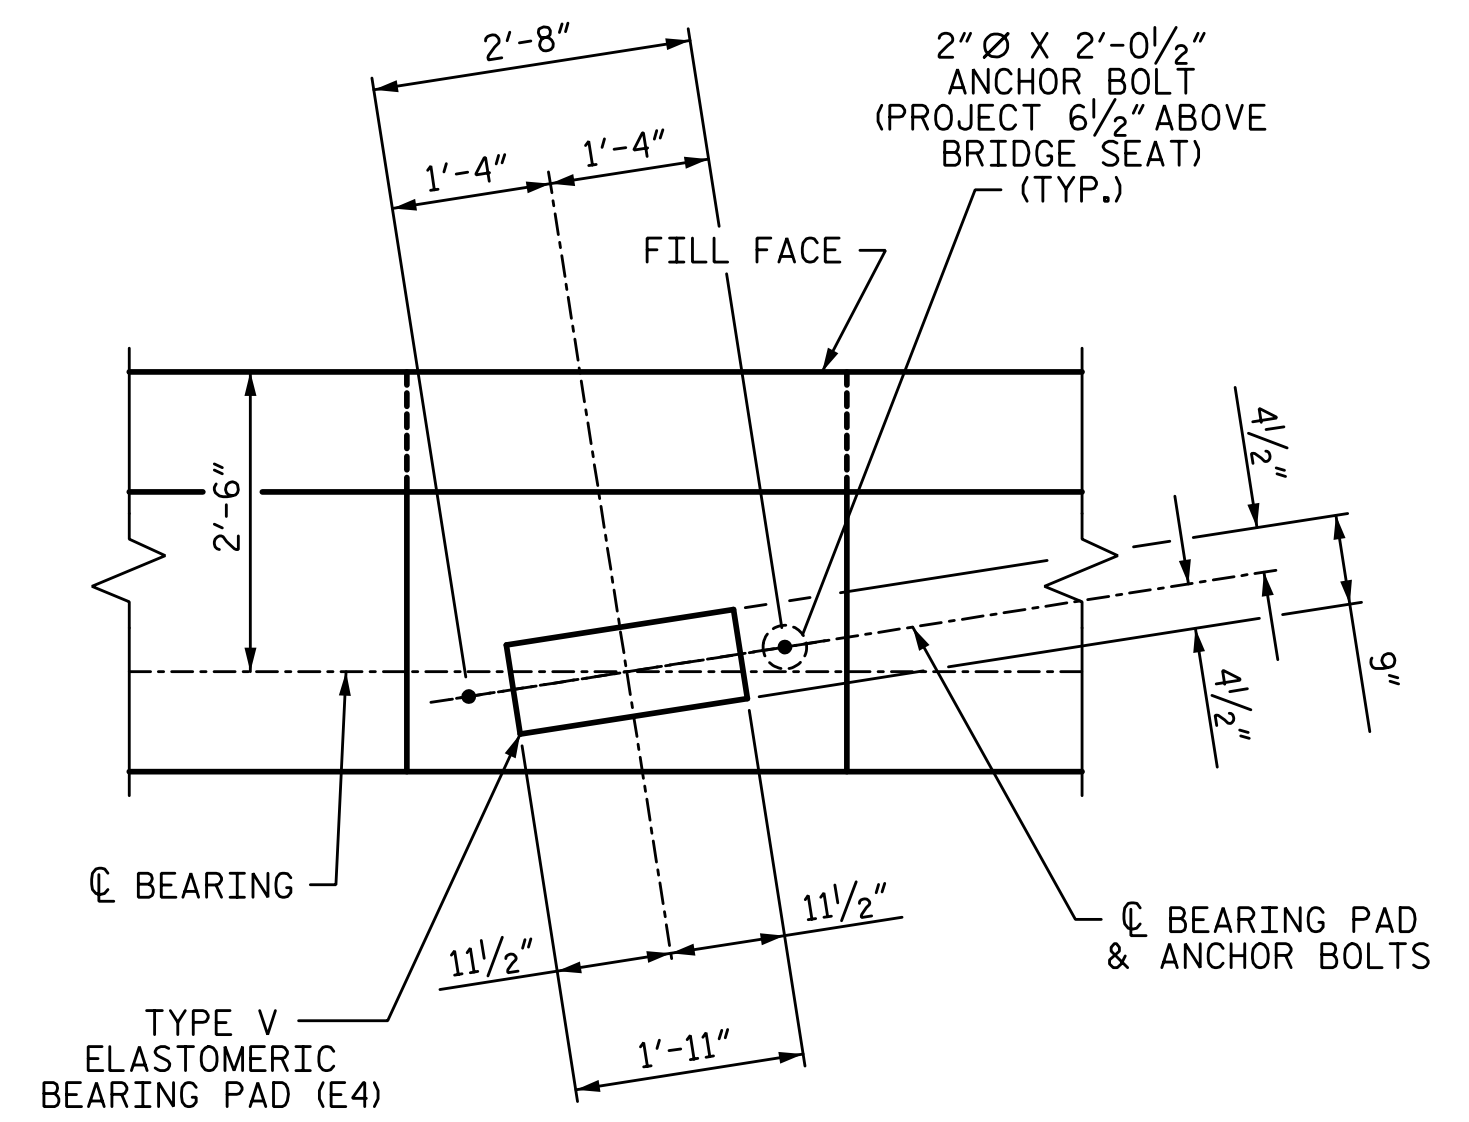 2'-8"
2"Ø X 2'-0½"
ANCHOR BOLT
(PROJECT 6½" ABOVE
BRIDGE SEAT)
(TYP.)
1'-4"
1'-4"
FILL FACE
2'-6"
4½"
9"
4½"
℄ BEARING
11½"
11½"
℄ BEARING PAD
& ANCHOR BOLTS
TYPE V
ELASTOMERIC
BEARING PAD (E4)
1'-11"